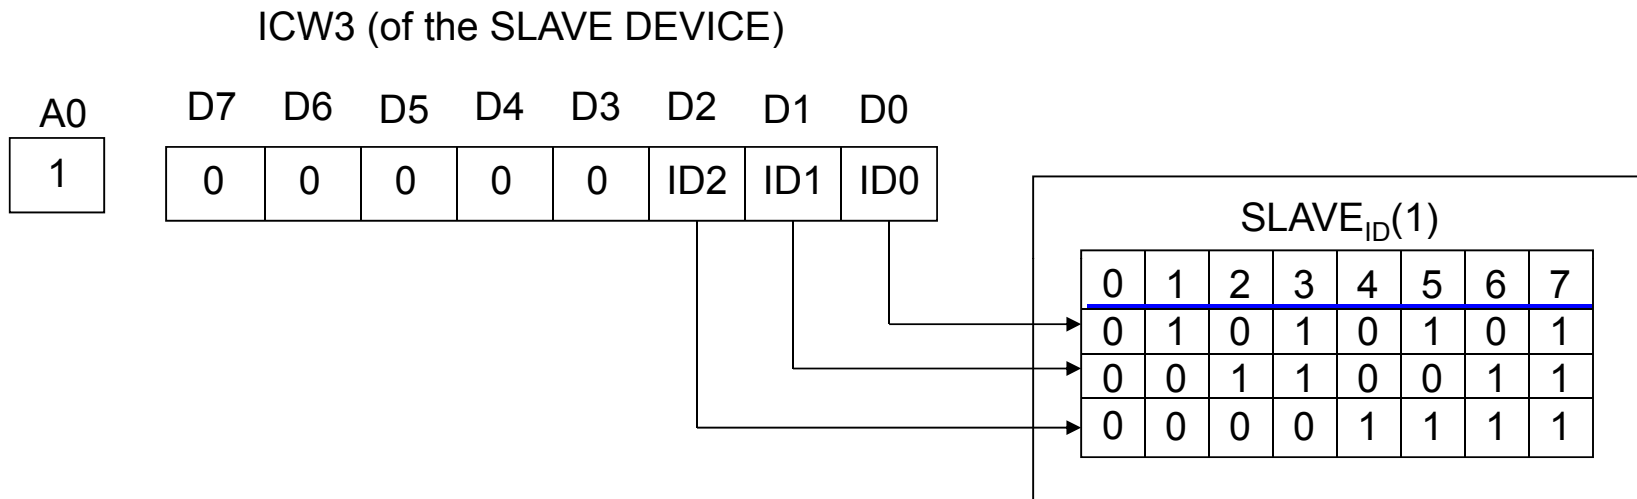 ICW3 (of the SLAVE DEVICE)
A0 D7 D6 D5 D4 D3 D2 D1 D0
1 0 0 0 0 0 ID2 ID1 ID0
SLAVE_ID(1)
0 1 2 3 4 5 6 7
0 1 0 1 0 1 0 1
0 0 1 1 0 0 1 1
0 0 0 0 1 1 1 1